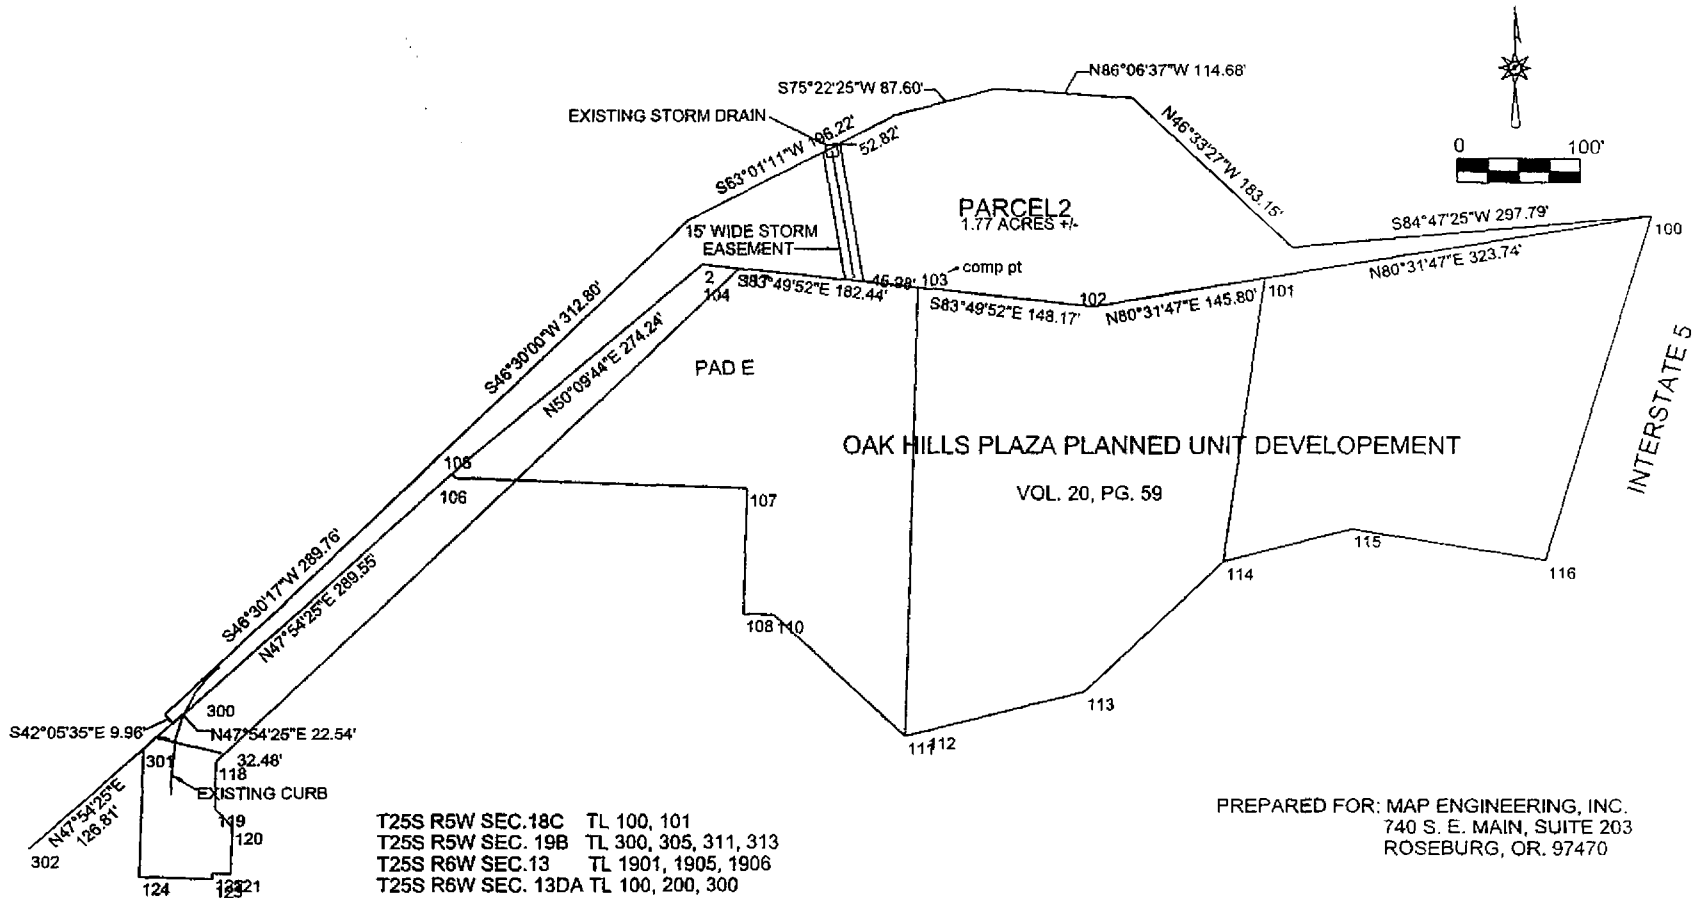 N86°06'37"W 114.68'
S75°22'25"W 87.60'
EXISTING STORM DRAIN
S63°01'11"W 196.22'
52.82'
N46°33'27"W 183.15'
0 100'
PARCEL2
1.77 ACRES +/-
S84°47'25"W 297.79'
100
15' WIDE STORM
EASEMENT
comp pt
2
104
S83°49'52"E 182.44'
45.98'
103
S83°49'52"E 148.17'
102
N80°31'47"E 145.80'
101
N80°31'47"E 323.74'
INTERSTATE 5
S46°30'00"W 312.80'
N50°09'44"E 274.24'
PAD E
OAK HILLS PLAZA PLANNED UNIT DEVELOPEMENT
VOL. 20, PG. 59
106
107
108
110
111
112
113
114
115
116
S46°30'17"W 289.76'
N47°54'25"E 289.55'
300
S42°05'35"E 9.96'
N47°54'25"E 22.54'
32.48'
301
118
EXISTING CURB
N47°54'25"E
126.81'
302
119
120
124
T25S R5W SEC.18C TL 100, 101
T25S R5W SEC. 19B TL 300, 305, 311, 313
T25S R6W SEC.13 TL 1901, 1905, 1906
T25S R6W SEC. 13DA TL 100, 200, 300
PREPARED FOR: MAP ENGINEERING, INC.
740 S. E. MAIN, SUITE 203
ROSEBURG, OR. 97470